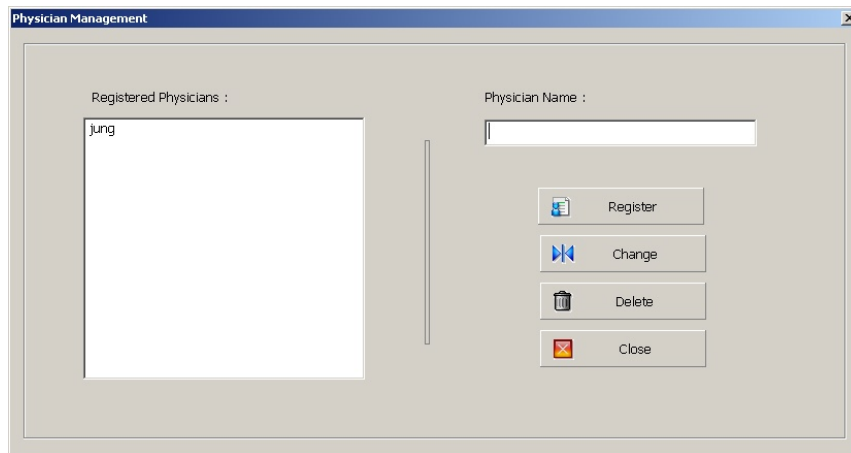 Physician Management
Registered Physicians :
jung
Physician Name :
Register
Change
Delete
Close